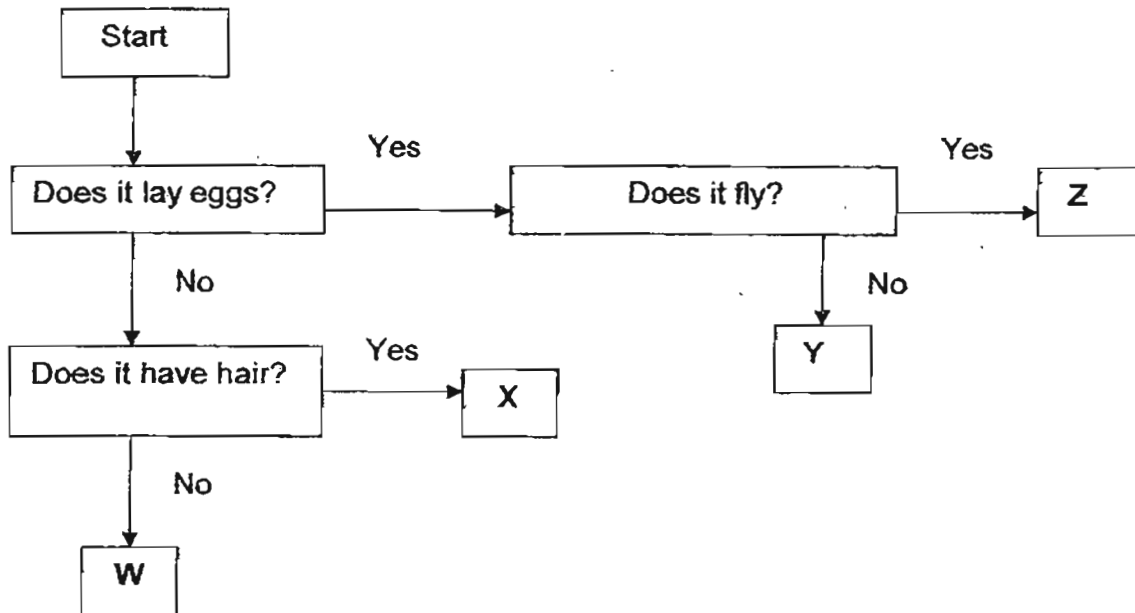 Start
Yes
Yes
Does it lay eggs?
Does it fly?
Z
No
No
Yes
Y
Does it have hair?
X
No
W